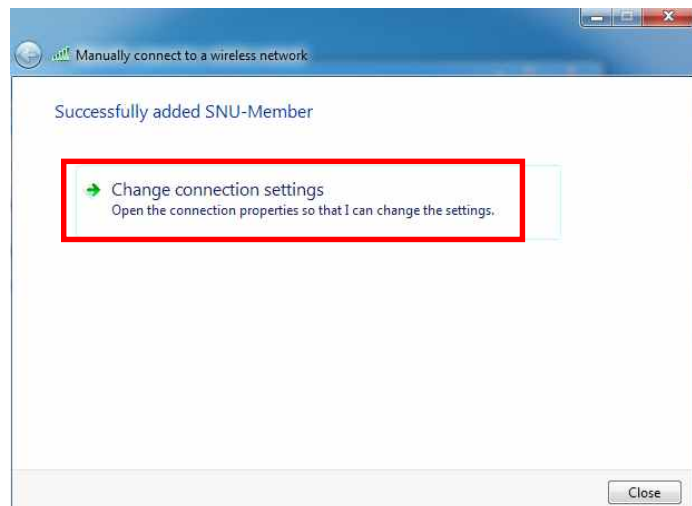 Manually connect to a wireless network
Successfully added SNU-Member
Change connection settings
Open the connection properties so that I can change the settings.
Close